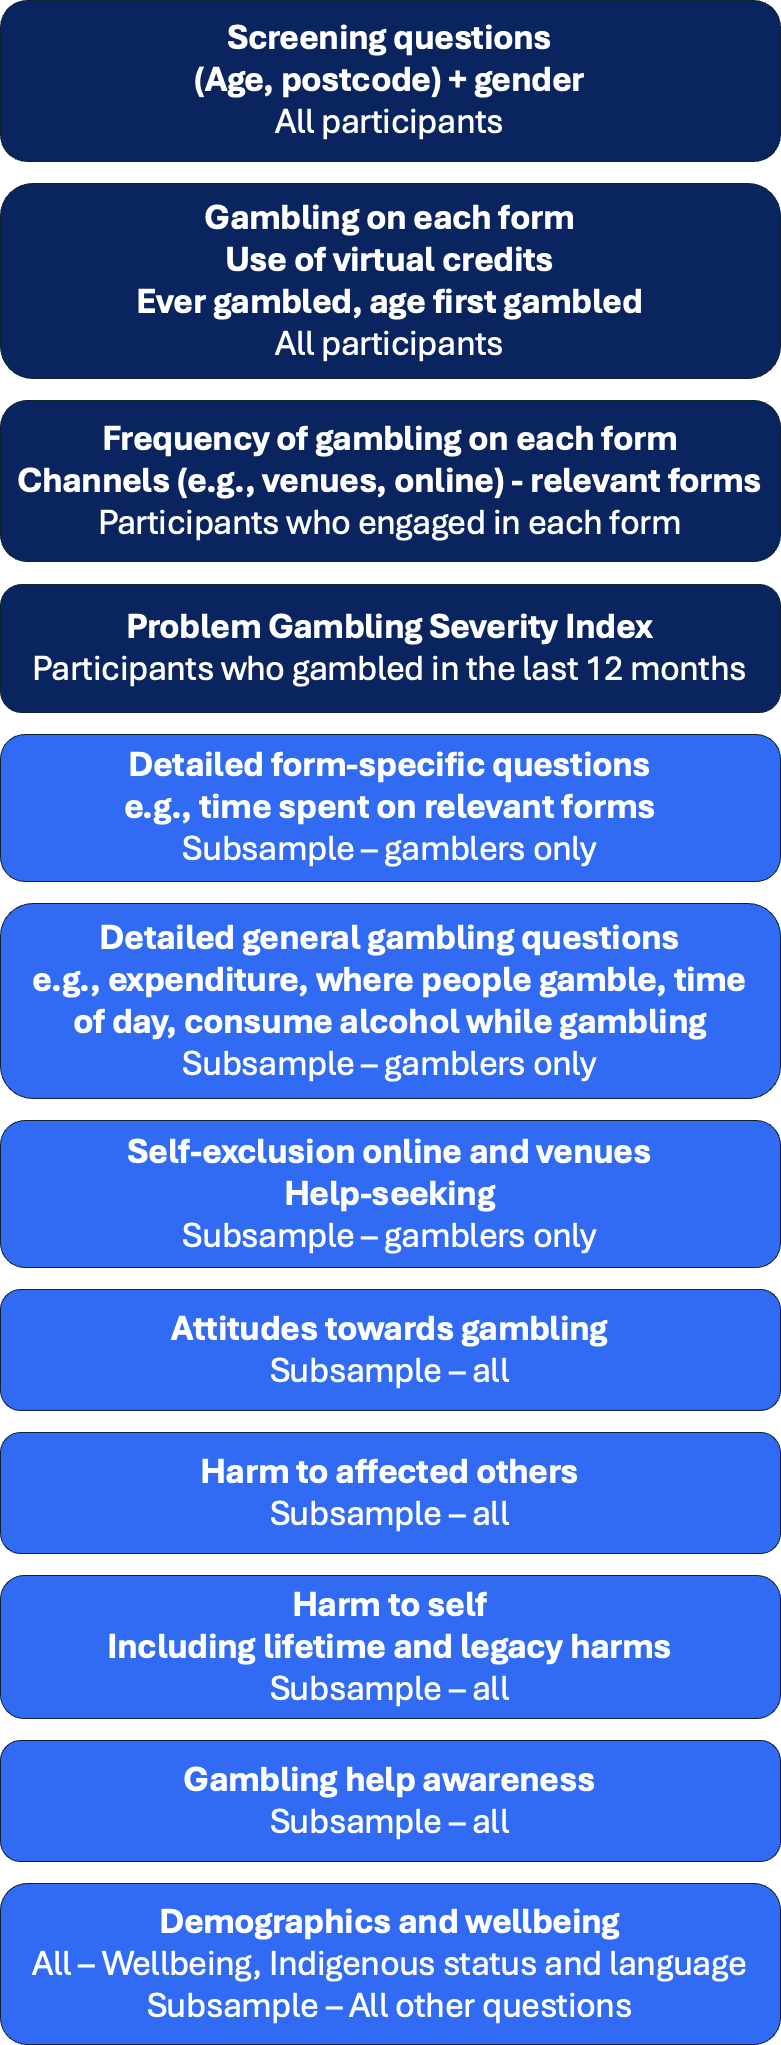 Screening questions
(Age, postcode) + gender
All participants
Gambling on each form
Use of virtual credits
Ever gambled, age first gambled
All participants
Frequency of gambling on each form
Channels (e.g., venues, online) - relevant forms
Participants who engaged in each form
Problem Gambling Severity Index
Participants who gambled in the last 12 months
Detailed form-specific questions
e.g., time spent on relevant forms
Subsample – gamblers only
Detailed general gambling questions
e.g., expenditure, where people gamble, time
of day, consume alcohol while gambling
Subsample – gamblers only
Self-exclusion online and venues
Help-seeking
Subsample – gamblers only
Attitudes towards gambling
Subsample – all
Harm to affected others
Subsample – all
Harm to self
Including lifetime and legacy harms
Subsample – all
Gambling help awareness
Subsample – all
Demographics and wellbeing
All – Wellbeing, Indigenous status and language
Subsample – All other questions